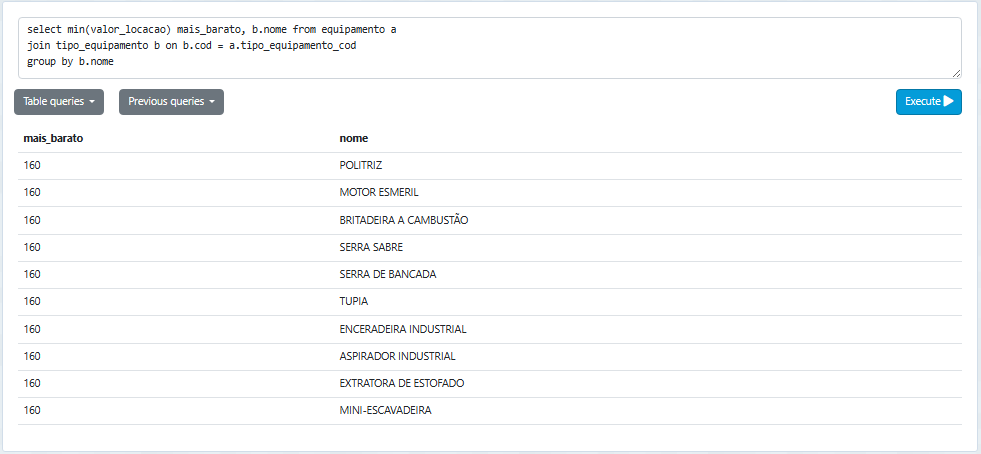 select min(valor_locacao) mais_barato, b.nome from equipamento a
join tipo_equipamento b on b.cod = a.tipo_equipamento_cod
group by b.nome
Table queries Previous queries Execute
mais_barato nome
160 POLITRIZ
160 MOTOR ESMERIL
160 BRITADEIRA A CAMBUSTÃO
160 SERRA SABRE
160 SERRA DE BANCADA
160 TUPIA
160 ENCERADEIRA INDUSTRIAL
160 ASPIRADOR INDUSTRIAL
160 EXTRATORA DE ESTOFADO
160 MINI-ESCAVADEIRA